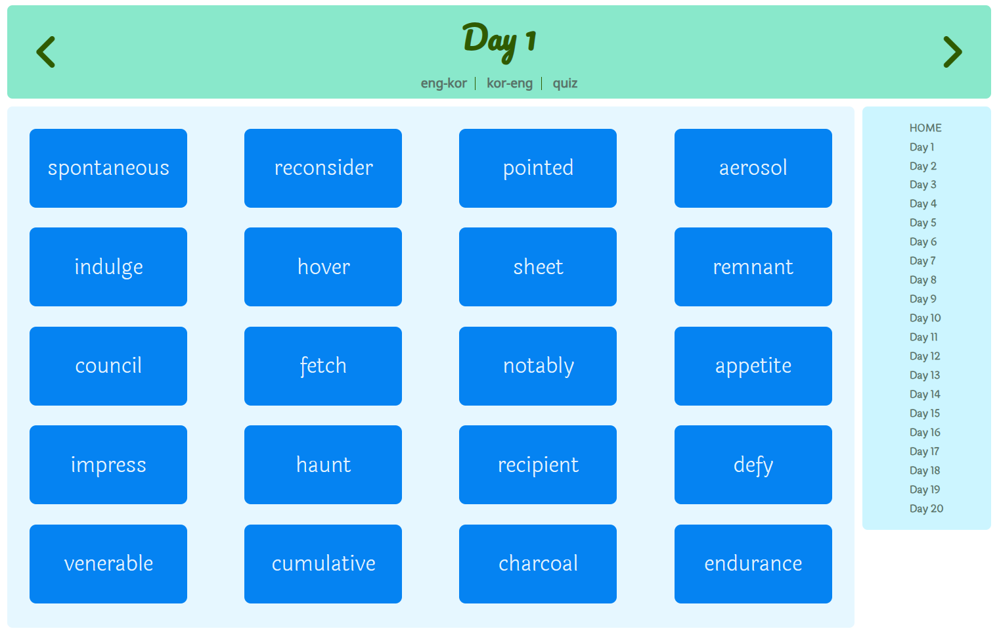 Day 1
eng-kor | kor-eng | quiz
spontaneous reconsider pointed aerosol
indulge hover sheet remnant
council fetch notably appetite
impress haunt recipient defy
venerable cumulative charcoal endurance
HOME
Day 1
Day 2
Day 3
Day 4
Day 5
Day 6
Day 7
Day 8
Day 9
Day 10
Day 11
Day 12
Day 13
Day 14
Day 15
Day 16
Day 17
Day 18
Day 19
Day 20